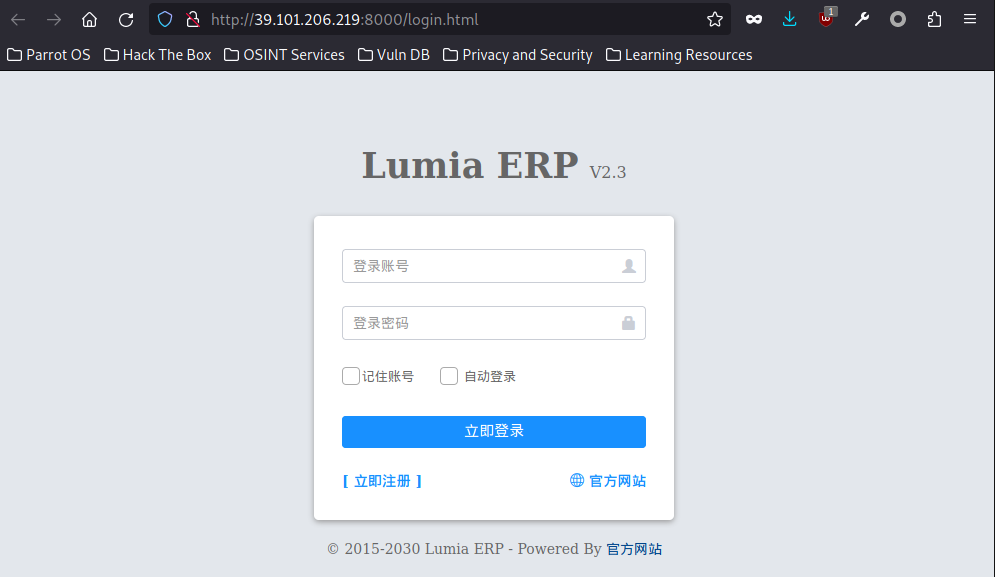 http://39.101.206.219:8000/login.html
1
Parrot OS Hack The Box OSINT Services Vuln DB Privacy and Security Learning Resources
Lumia ERP V2.3
登录账号
登录密码
记住账号 自动登录
立即登录
[ 立即注册 ] 官方网站
© 2015-2030 Lumia ERP - Powered By 官方网站